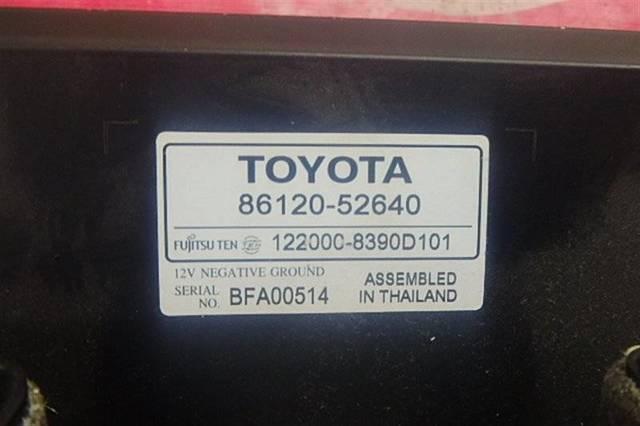 TOYOTA
86120-52640
FUJITSU TEN 122000-8390D101
12V NEGATIVE GROUND
SERIAL NO. BFA00514
ASSEMBLED
IN THAILAND